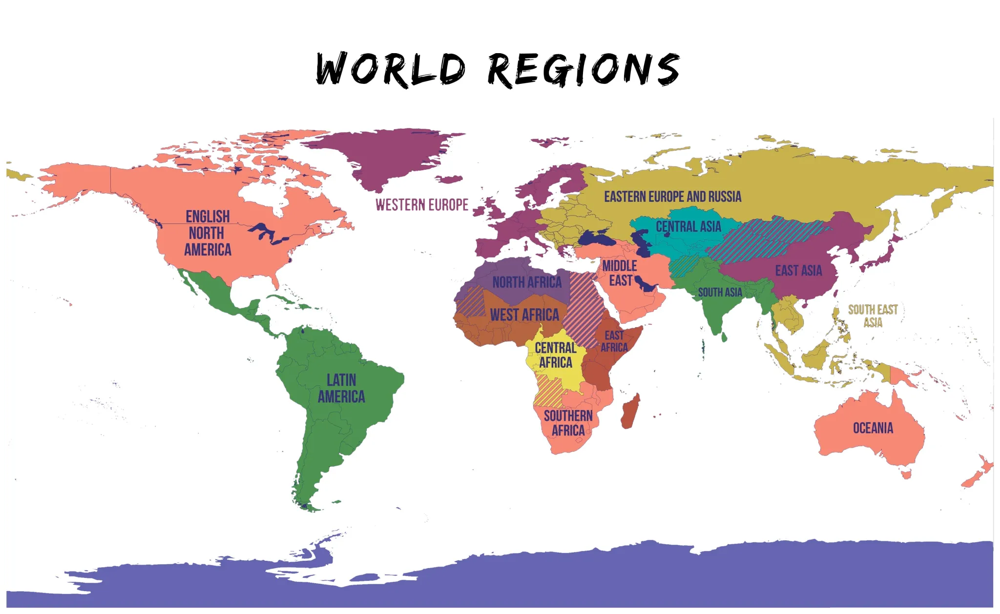 WORLD REGIONS
WESTERN EUROPE
EASTERN EUROPE AND RUSSIA
ENGLISH
NORTH
AMERICA
CENTRAL ASIA
MIDDLE
EAST
EAST ASIA
NORTH AFRICA
SOUTH ASIA
WEST AFRICA
SOUTH EAST
ASIA
EAST
AFRICA
CENTRAL
AFRICA
LATIN
AMERICA
SOUTHERN
AFRICA
OCEANIA